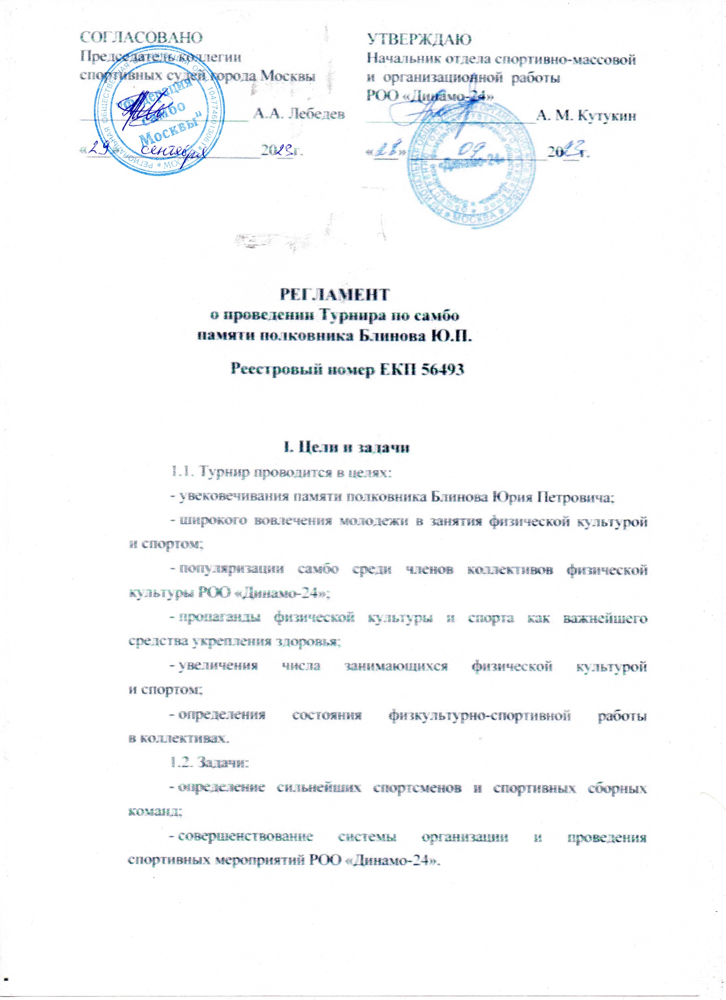 СОГЛАСОВАНО
Председатель коллегии
спортивных судей города Москвы
А.А. Лебедев
«29» сентября 2023г.
"Федерация
самбо
Москвы"
УТВЕРЖДАЮ
Начальник отдела спортивно-массовой
и организационной работы
РОО «Динамо-24»
А. М. Кутукин
«28» 09 2023г.
РЕГЛАМЕНТ
о проведении Турнира по самбо
памяти полковника Блинова Ю.П.
Реестровый номер ЕКП 56493
I. Цели и задачи
1.1. Турнир проводится в целях:
- увековечивания памяти полковника Блинова Юрия Петровича;
- широкого вовлечения молодежи в занятия физической культурой
и спортом;
- популяризации самбо среди членов коллективов физической
культуры РОО «Динамо-24»;
- пропаганды физической культуры и спорта как важнейшего
средства укрепления здоровья;
- увеличения числа занимающихся физической культурой
и спортом;
- определения состояния физкультурно-спортивной работы
в коллективах.
1.2. Задачи:
- определение сильнейших спортсменов и спортивных сборных
команд;
- совершенствование системы организации и проведения
спортивных мероприятий РОО «Динамо-24».